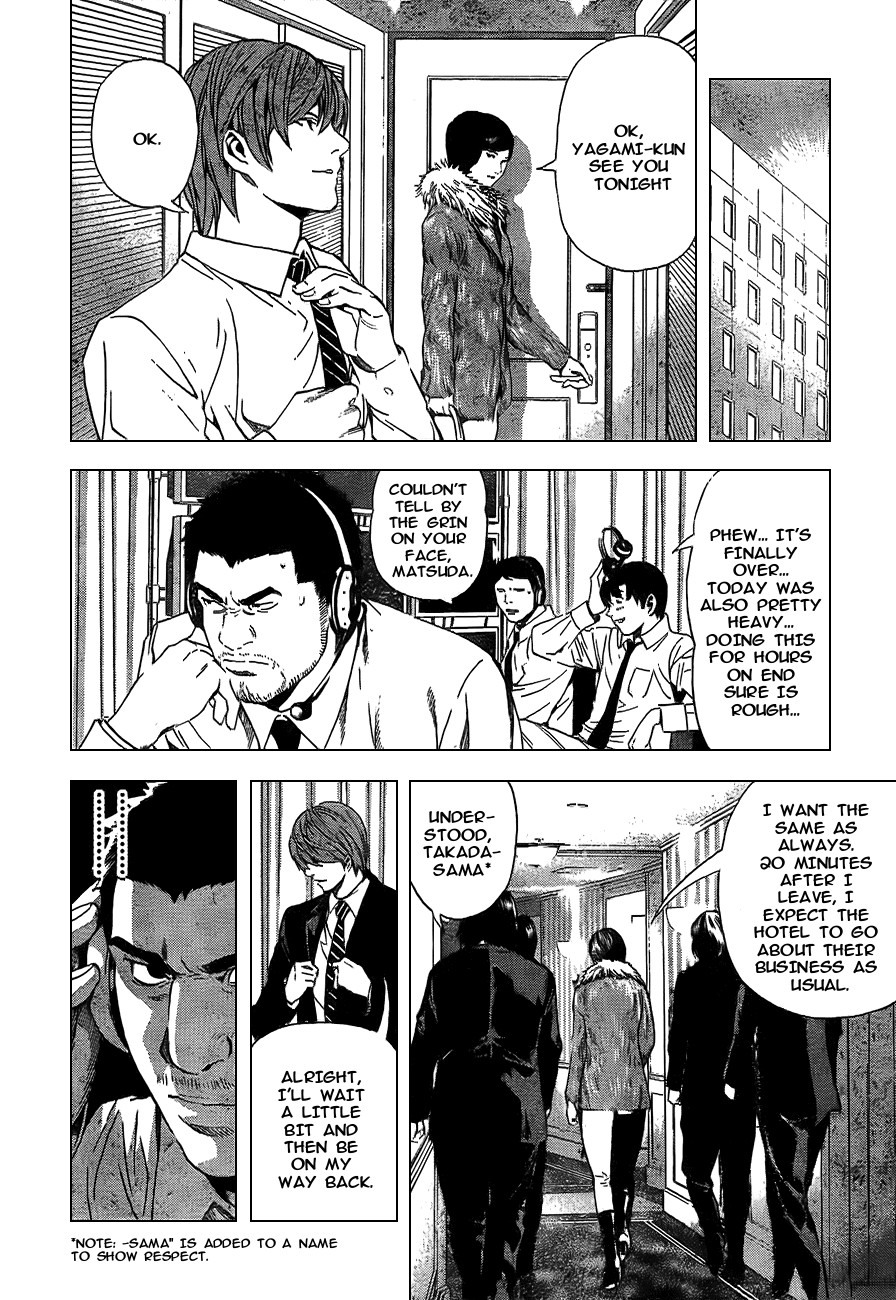 OK,
YAGAMI-KUN
SEE YOU
TONIGHT
OK.
PHEW... IT'S
FINALLY
OVER...
TODAY WAS
ALSO PRETTY
HEAVY...
DOING THIS
FOR HOURS
ON END
SURE IS
ROUGH...
COULDN'T
TELL BY
THE GRIN
ON YOUR
FACE,
MATSUDA.
I WANT THE
SAME AS
ALWAYS.
20 MINUTES
AFTER I
LEAVE, I
EXPECT THE
HOTEL TO GO
ABOUT THEIR
BUSINESS AS
USUAL.
UNDER-
STOOD,
TAKADA-
SAMA*
ALRIGHT,
I'LL WAIT
A LITTLE
BIT AND
THEN BE
ON MY
WAY BACK.
*NOTE: -SAMA" IS ADDED TO A NAME
TO SHOW RESPECT.